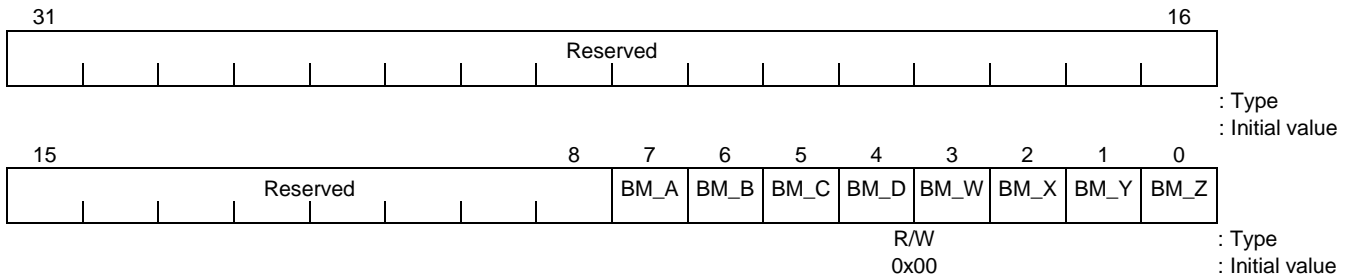 31 16
Reserved
: Type
: Initial value
15 8 7 6 5 4 3 2 1 0
Reserved BM_A BM_B BM_C BM_D BM_W BM_X BM_Y BM_Z
R/W : Type
0x00 : Initial value